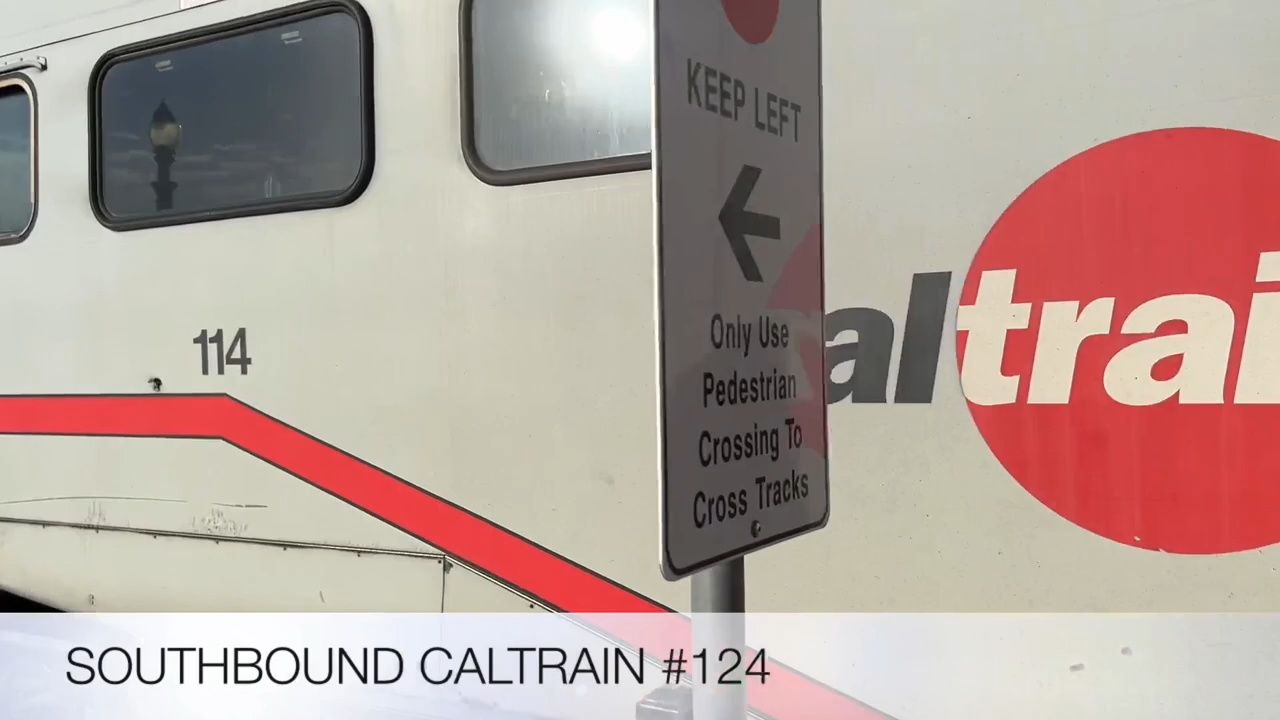 KEEP LEFT
114
altrai
Only Use
Pedestrian
Crossing To
Cross Tracks
SOUTHBOUND CALTRAIN #124